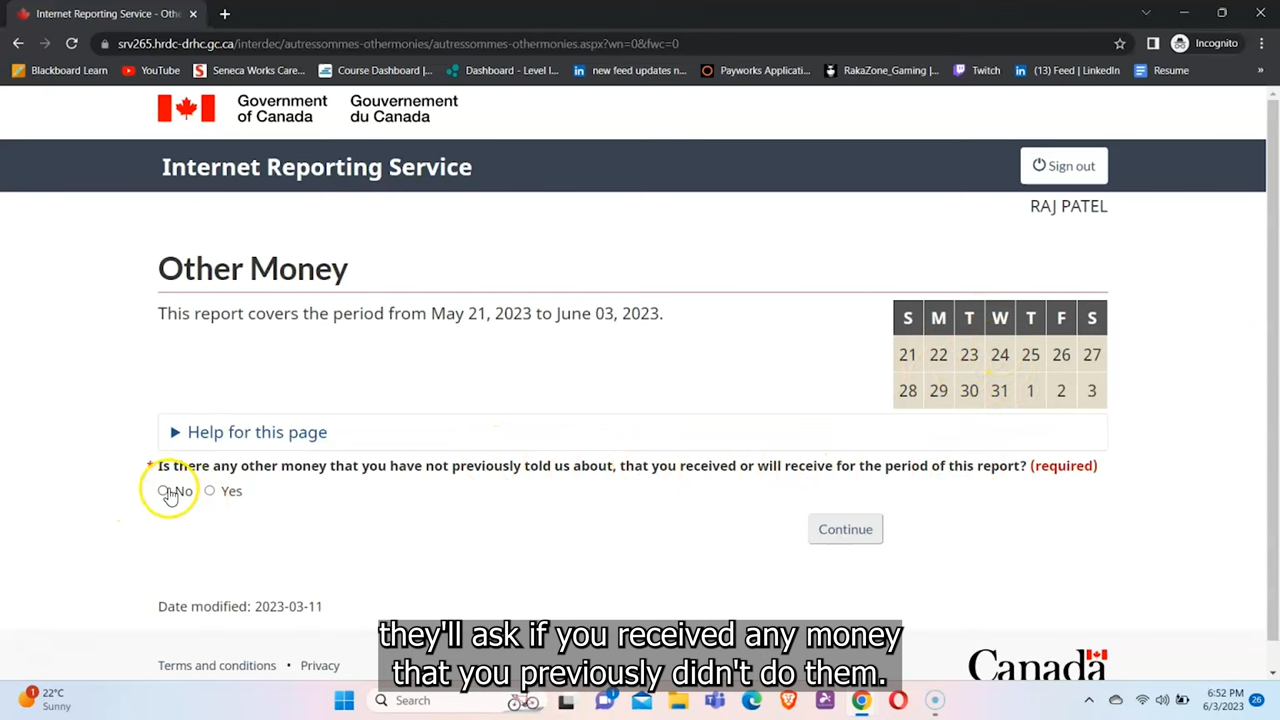 Internet Reporting Service - Oth
srv265.hrdc-drhc.gc.ca/interdec/autressommes-othermonies/autressommes-othermonies.aspx?wn=0&fwc=0
Incognito
Blackboard Learn
YouTube
Seneca Works Care...
Course Dashboard |...
Dashboard - Level I...
new feed updates n...
Payworks Applicati...
RakaZone_Gaming |...
Twitch
(13) Feed | LinkedIn
Resume
»
Government of Canada
Gouvernement du Canada
Internet Reporting Service
Sign out
RAJ PATEL
Other Money
This report covers the period from May 21, 2023 to June 03, 2023.
S M T W T F S
21 22 23 24 25 26 27
28 29 30 31 1 2 3
Help for this page
* Is there any other money that you have not previously told us about, that you received or will receive for the period of this report? (required)
No Yes
Continue
Date modified: 2023-03-11
they'll ask if you received any money
that you previously didn't do them.
Terms and conditions • Privacy
Canada
22°C
Sunny
Search
6:52 PM
6/3/2023
26